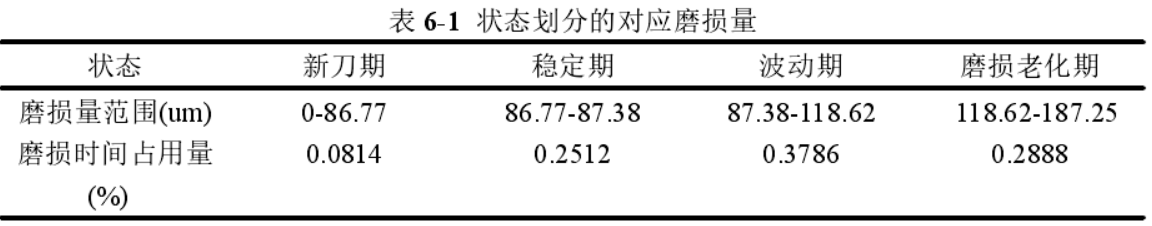 表 6-1 状态划分的对应磨损量
状态 新刀期 稳定期 波动期 磨损老化期
磨损量范围(um) 0-86.77 86.77-87.38 87.38-118.62 118.62-187.25
磨损时间占用量 0.0814 0.2512 0.3786 0.2888
(%)